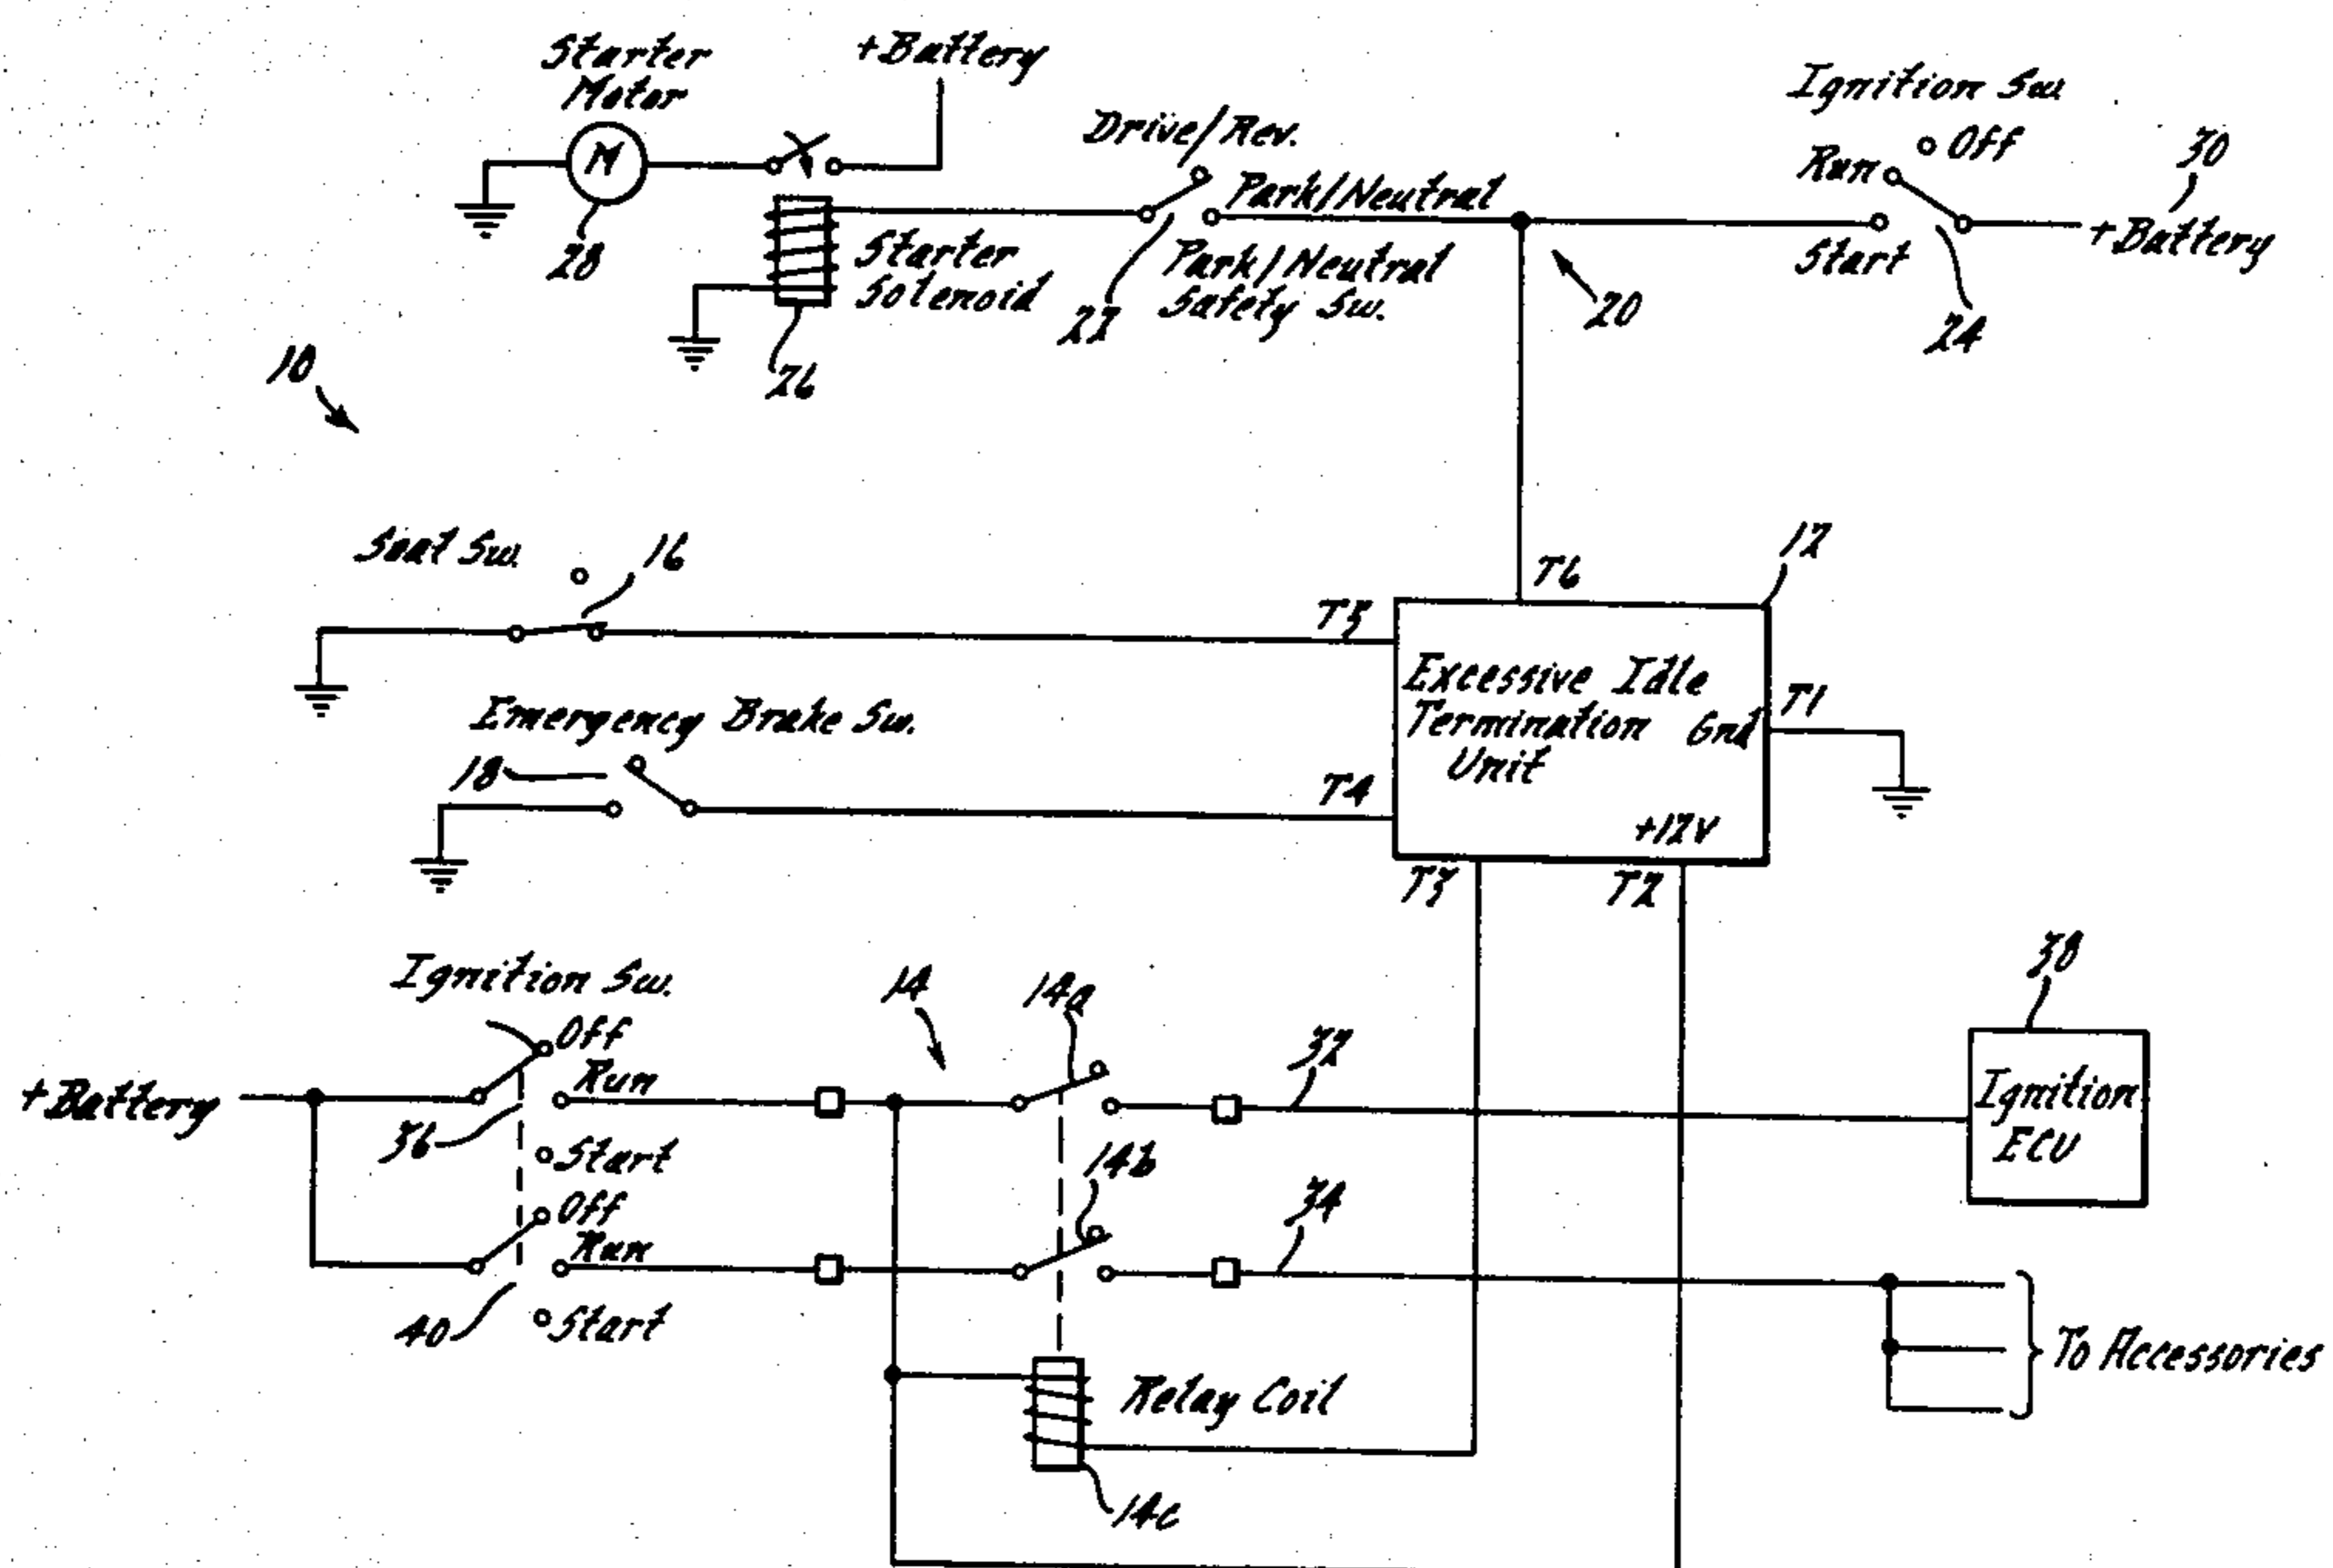 Starter
Motor
+Battery
M
28
Drive/Rev.
Park/Neutral
Park/Neutral
Safety Sw.
22
Starter
Solenoid
26
Ignition Sw.
Off
Run
Start
30
+Battery
24
20
10
Seat Sw.
16
Emergency Brake Sw.
18
T5
T6
12
Excessive Idle
Termination
Unit
Gnd
T1
T4
+12V
T3
T2
Ignition Sw.
Off
Run
Start
+Battery
36
Off
Run
Start
40
14
14a
14b
32
34
38
Ignition
ECU
To Accessories
Relay Coil
14c